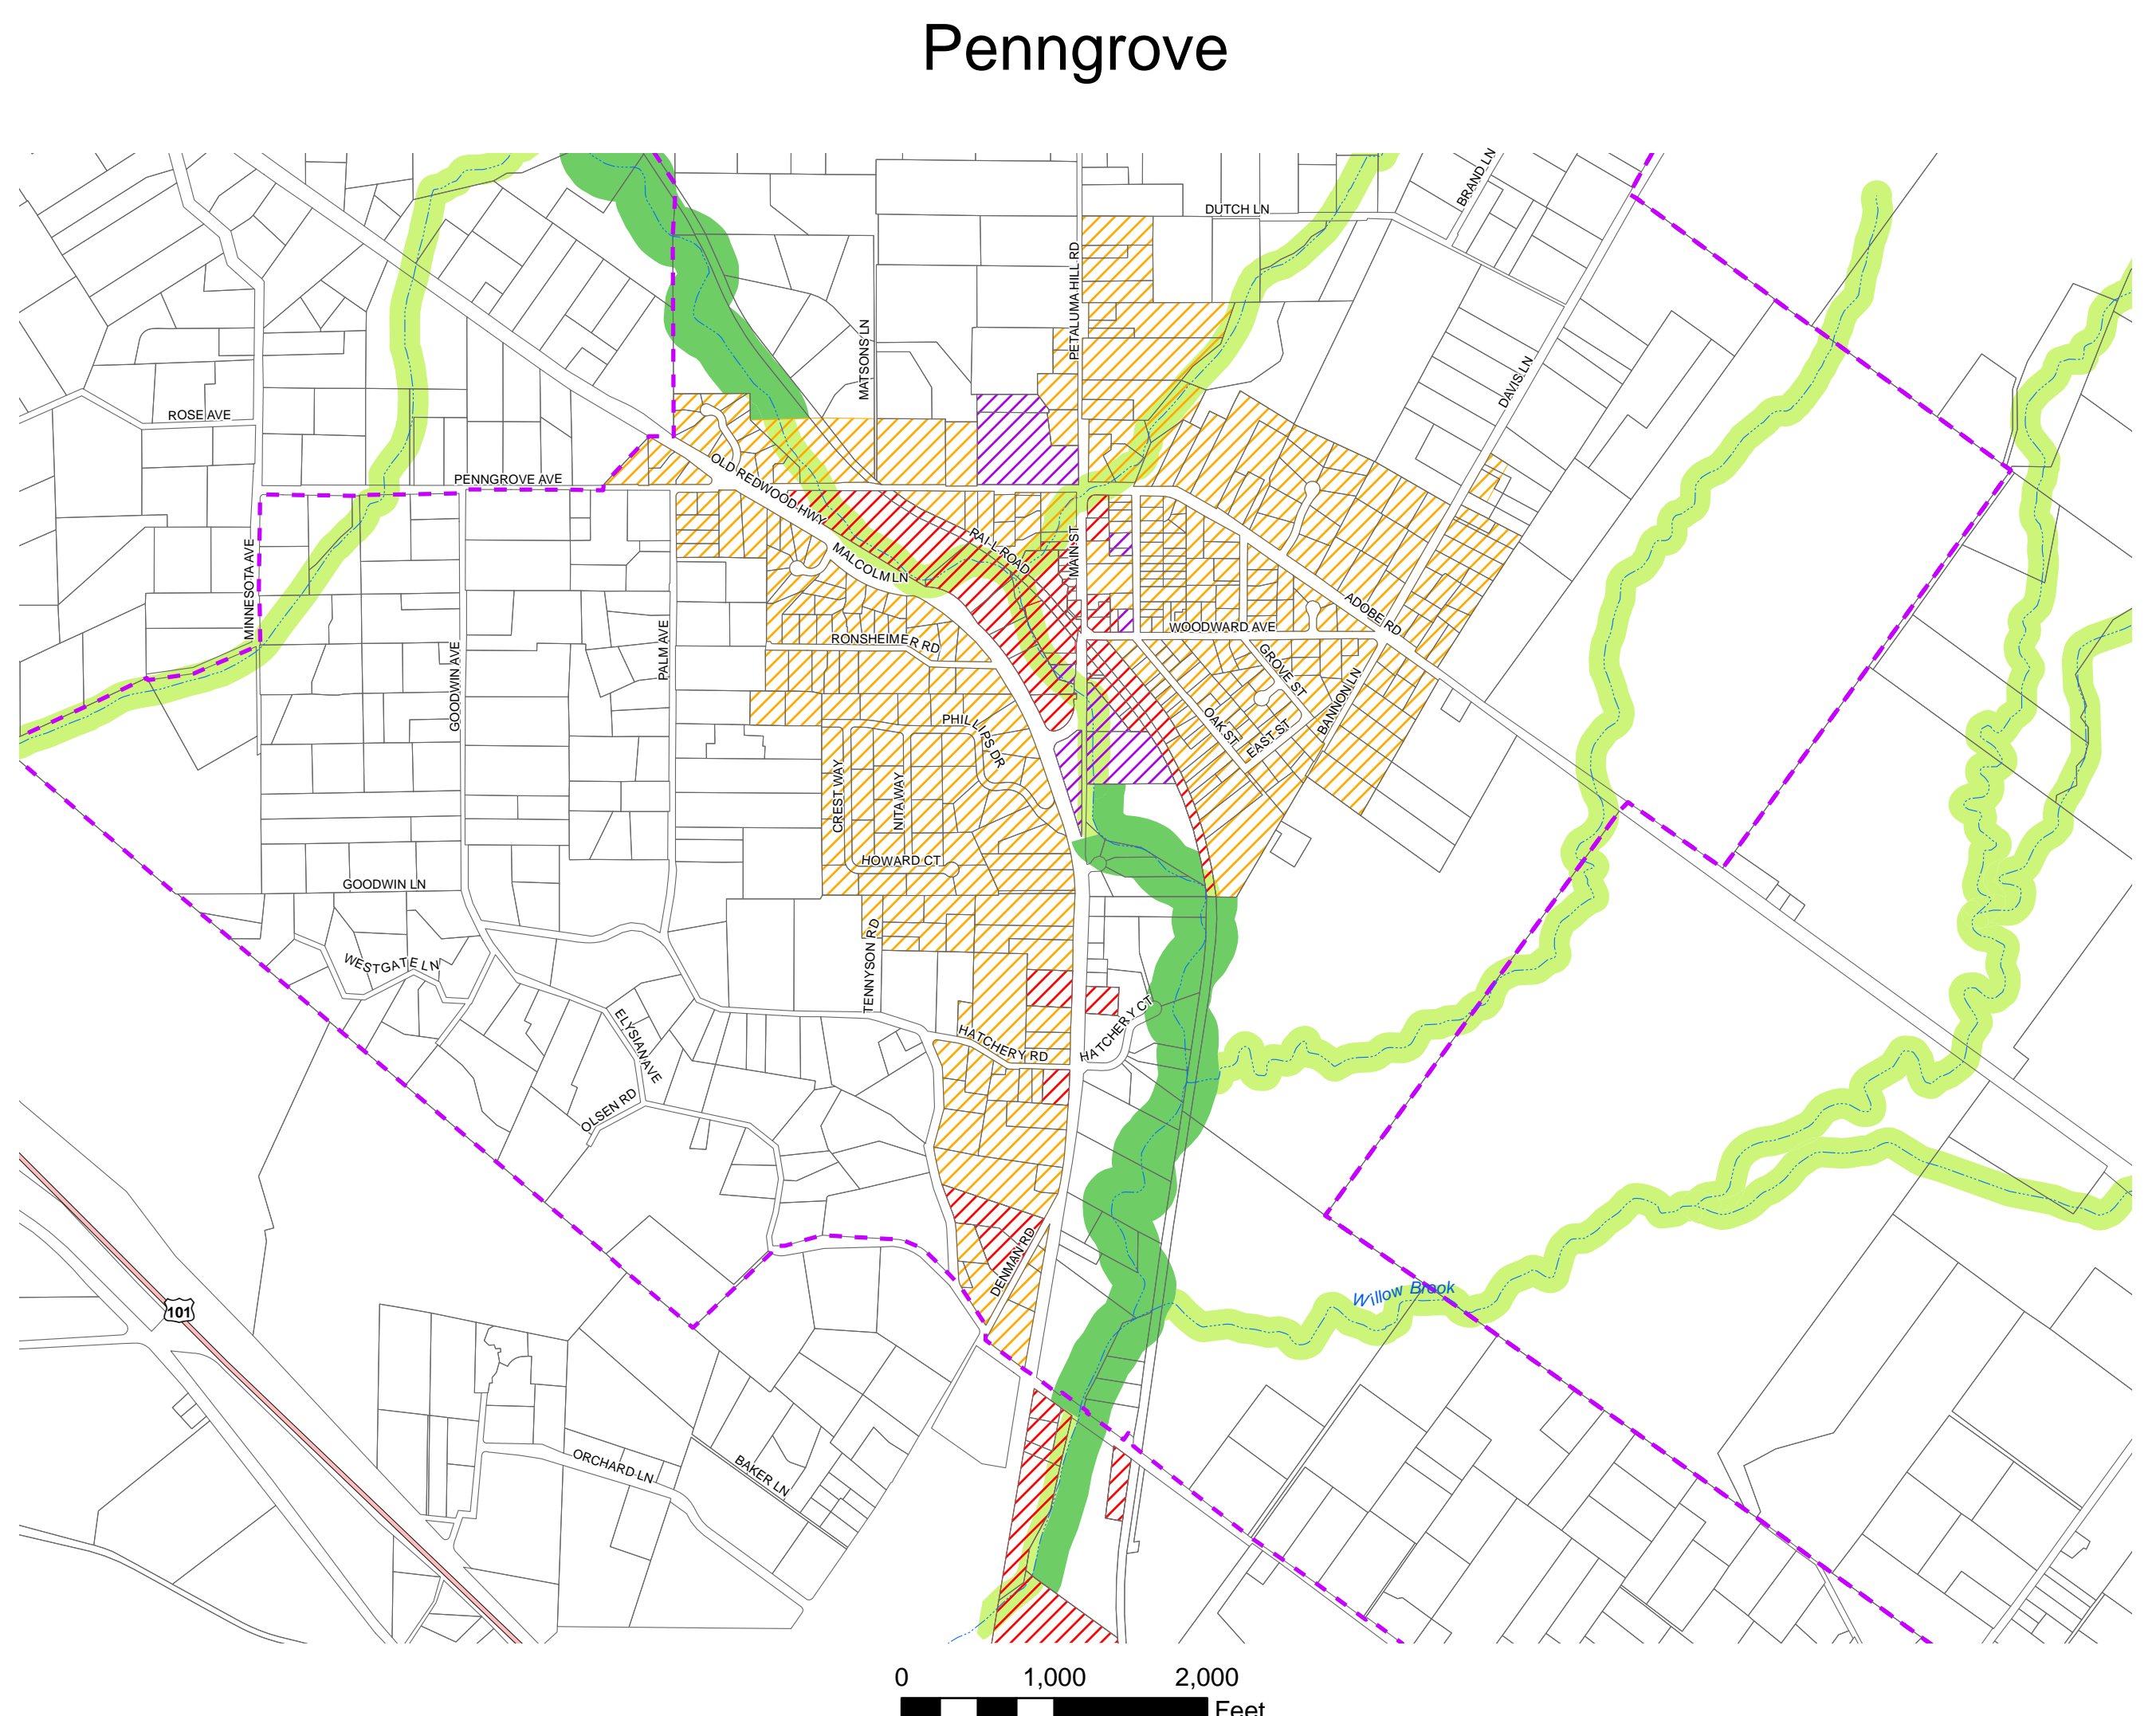 Penngrove
BRAND LN
DUTCH LN
PETALUMA HILL RD
MATSONS LN
DAVIS LN
ROSE AVE
PENNGROVE AVE
OLD REDWOOD HWY
RAILROAD
MAIN ST
MALCOLM LN
MINNESOTA AVE
ADOBE RD
WOODWARD AVE
RONSHEIMER RD
GOODWIN AVE
PALM AVE
GROVE ST
BANNON LN
OAK ST
EAST ST
PHILLIPS DR
CREST WAY
NITA WAY
HOWARD CT
GOODWIN LN
TENNYSON RD
WESTGATE LN
HATCHERY CT
ELYSIAN AVE
HATCHERY RD
OLSEN RD
DENMAN RD
Willow Brook
101
ORCHARD LN
BAKER LN
0 1,000 2,000
Feet